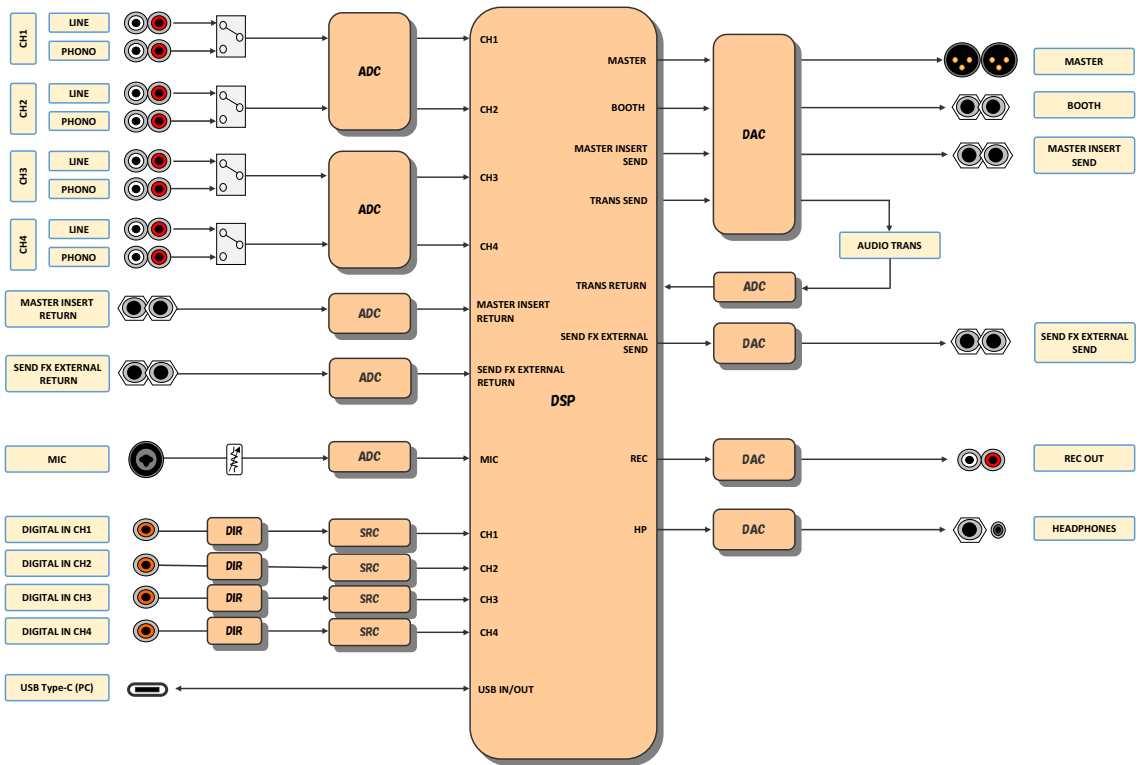 CH1
LINE
PHONO
CH2
LINE
PHONO
CH3
LINE
PHONO
CH4
LINE
PHONO
MASTER INSERT
RETURN
SEND FX EXTERNAL
RETURN
MIC
DIGITAL IN CH1
DIGITAL IN CH2
DIGITAL IN CH3
DIGITAL IN CH4
USB Type-C (PC)
ADC
ADC
ADC
ADC
ADC
DIR
SRC
DIR
SRC
DIR
SRC
DIR
SRC
CH1
CH2
CH3
CH4
MASTER INSERT
RETURN
SEND FX EXTERNAL
RETURN
DSP
MIC
CH1
CH2
CH3
CH4
USB IN/OUT
MASTER
BOOTH
MASTER INSERT
SEND
TRANS SEND
TRANS RETURN
SEND FX EXTERNAL
SEND
REC
HP
DAC
AUDIO TRANS
ADC
DAC
DAC
DAC
MASTER
BOOTH
MASTER INSERT
SEND
SEND FX EXTERNAL
SEND
REC OUT
HEADPHONES